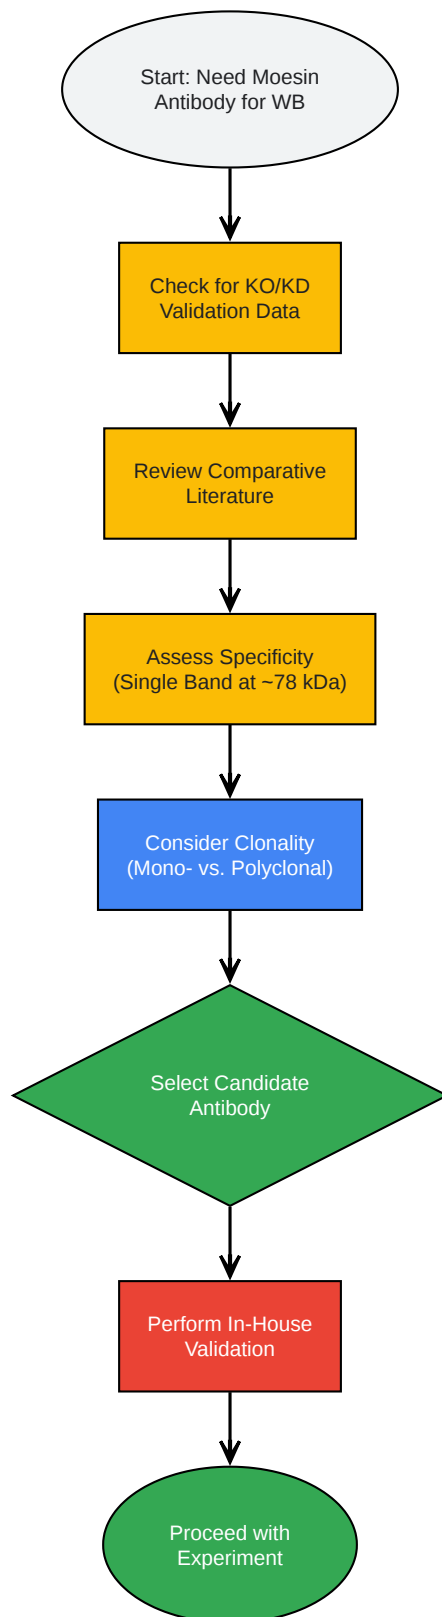 Start: Need Moesin
Antibody for WB
Check for KO/KD
Validation Data
Review Comparative
Literature
Assess Specificity
(Single Band at ~78 kDa)
Consider Clonality
(Mono- vs. Polyclonal)
Select Candidate
Antibody
Perform In-House
Validation
Proceed with
Experiment